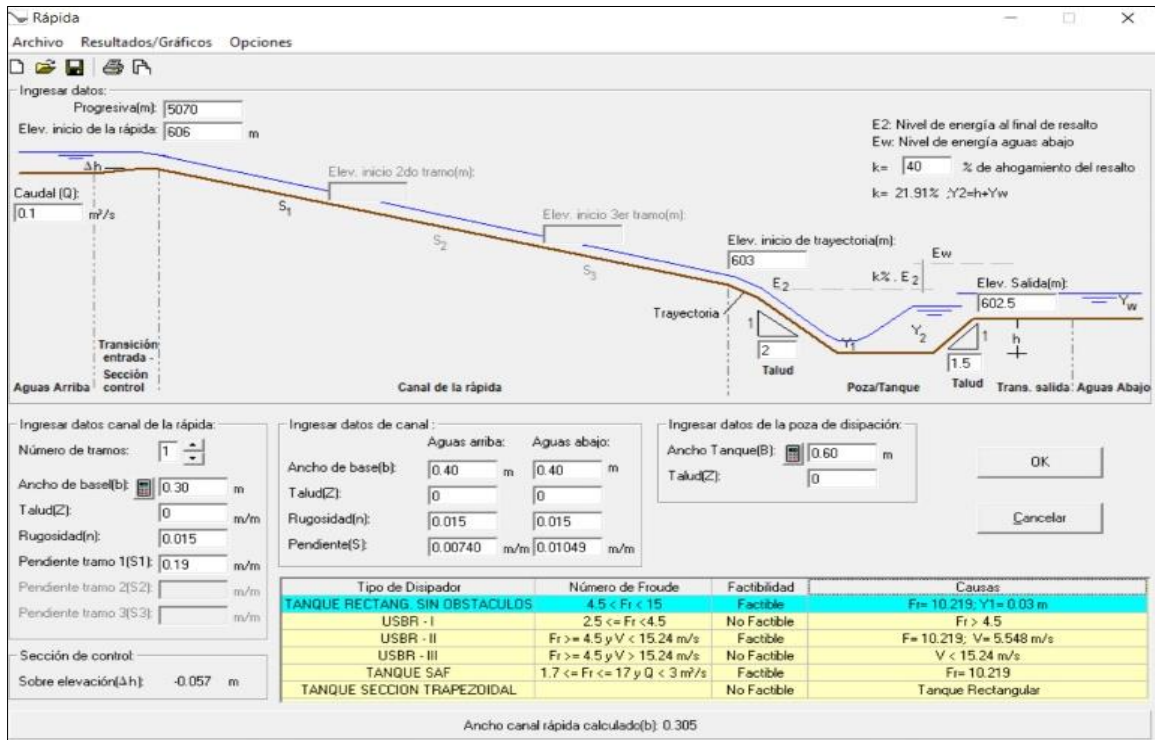 Rápida
Archivo Resultados/Gráficos Opciones
Ingresar datos:
Progresiva(m): 5070
Elev. inicio de la rápida: 606 m
Δh
Caudal (Q):
0.1 m³/s
Elev. inicio 2do tramo(m):
S1
S2
Elev. inicio 3er tramo(m):
S3
E2: Nivel de energía al final de resalto
Ew: Nivel de energía aguas abajo
k= 40 % de ahogamiento del resalto
k= 21.91% ;Y2=h+Yw
Elev. inicio de trayectoria(m):
603
Ew
E2
k% . E2
Elev. Salida(m):
602.5
Yw
Trayectoria
1
2
Talud
Y1
Y2
1
1.5
Talud
h
Transición entrada - Sección control
Aguas Arriba
Canal de la rápida
Poza/Tanque
Trans. salida
Aguas Abajo
Ingresar datos canal de la rápida:
Número de tramos: 1
Ancho de basel(b): 0.30 m
Talud(Z): 0 m/m
Rugosidad(n): 0.015
Pendiente tramo 1(S1): 0.19 m/m
Pendiente tramo 2(S2): m/m
Pendiente tramo 3(S3): m/m
Sección de control:
Sobre elevación(Δh): -0.057 m
Ingresar datos de canal :
Aguas arriba: Aguas abajo:
Ancho de base(b): 0.40 m 0.40 m
Talud(Z): 0 0
Rugosidad(n): 0.015 0.015
Pendiente(S): 0.00740 m/m 0.01049 m/m
Ingresar datos de la poza de disipación:
Ancho Tanque(B): 0.60 m
Talud(Z): 0
OK
Cancelar
Tipo de Disipador Número de Froude Factibilidad Causas
TANQUE RECTANG. SIN OBSTACULOS 4.5 < Fr < 15 Factible Fr= 10.219; Y1= 0.03 m
USBR - I 2.5 <= Fr <4.5 No Factible Fr > 4.5
USBR - II Fr >= 4.5 y V < 15.24 m/s Factible F= 10.219; V= 5.548 m/s
USBR - III Fr >= 4.5 y V > 15.24 m/s No Factible V < 15.24 m/s
TANQUE SAF 1.7 <= Fr <= 17 y Q < 3 m³/s Factible Fr= 10.219
TANQUE SECCION TRAPEZOIDAL No Factible Tanque Rectangular
Ancho canal rápida calculado(b): 0.305